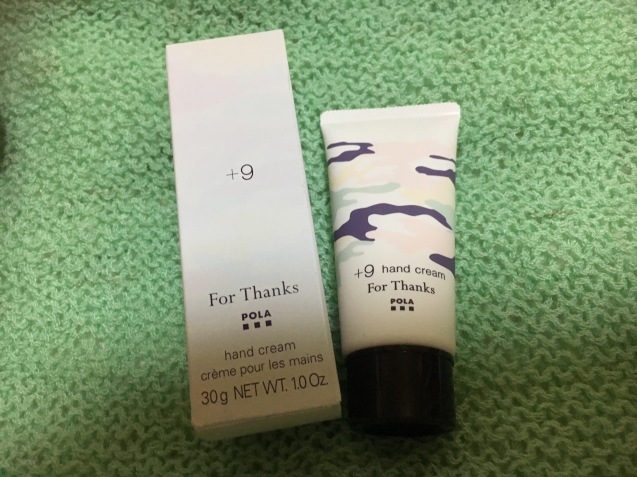 +9
For Thanks
POLA
hand cream
crème pour les mains
30g NET WT. 1.0 Oz.
+9 hand cream
For Thanks
POLA